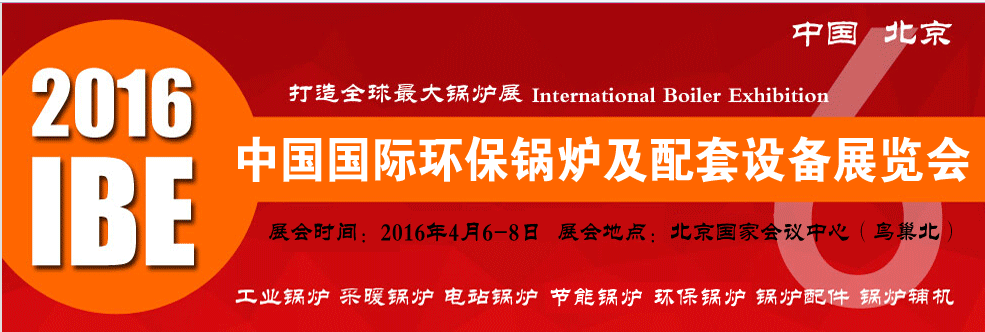 中国 北京
2016
IBE
打造全球最大锅炉展 International Boiler Exhibition
中国国际环保锅炉及配套设备展览会
展会时间：2016年4月6-8日 展会地点：北京国家会议中心（鸟巢北）
工业锅炉 采暖锅炉 电站锅炉 节能锅炉 环保锅炉 锅炉配件 锅炉辅机
6